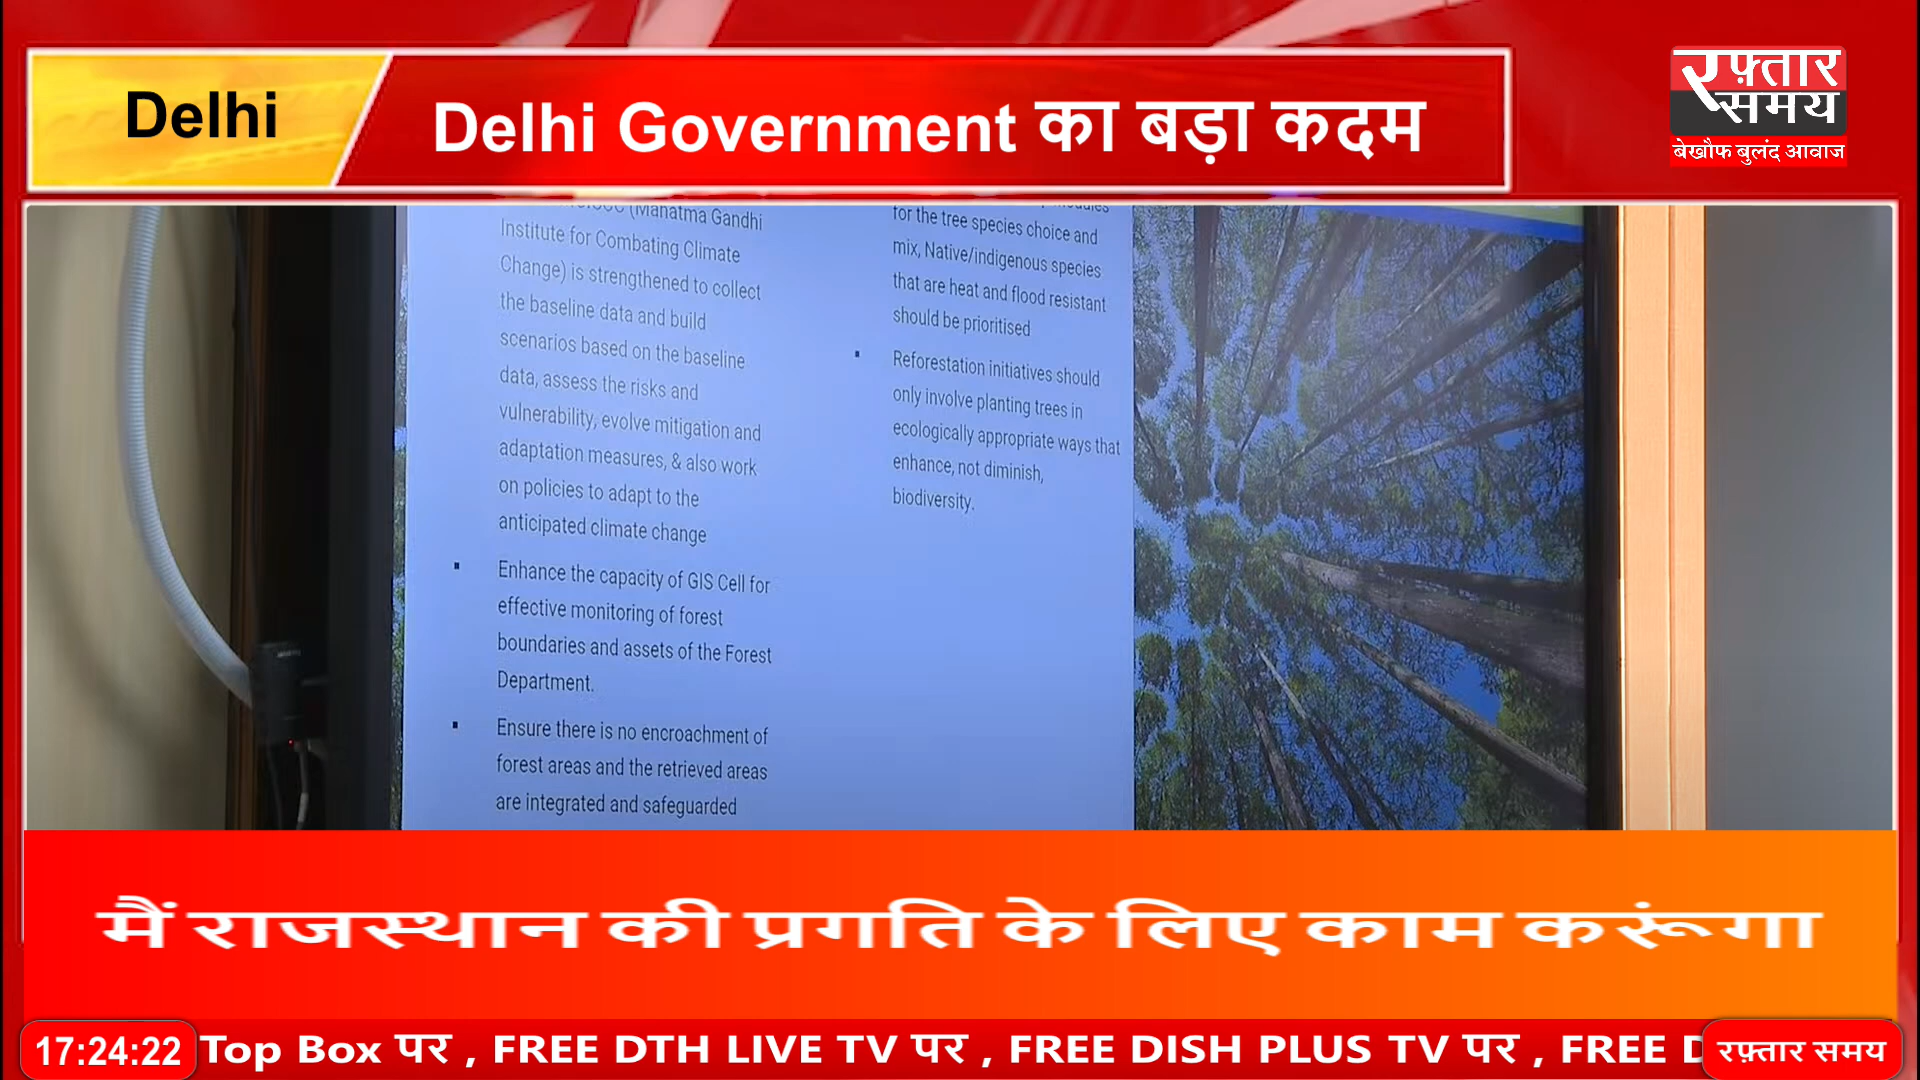 Delhi
Delhi Government का बड़ा कदम
रफ़्तार
समय
बेखौफ बुलंद आवाज
(Mahatma Gandhi
Institute for Combating Climate
Change) is strengthened to collect
the baseline data and build
scenarios based on the baseline
data, assess the risks and
vulnerability, evolve mitigation and
adaptation measures, & also work
on policies to adapt to the
anticipated climate change
▪ Enhance the capacity of GIS Cell for
effective monitoring of forest
boundaries and assets of the Forest
Department.
▪ Ensure there is no encroachment of
forest areas and the retrieved areas
are integrated and safeguarded
for the tree species choice and
mix, Native/indigenous species
that are heat and flood resistant
should be prioritised
▪ Reforestation initiatives should
only involve planting trees in
ecologically appropriate ways that
enhance, not diminish,
biodiversity.
मैं राजस्थान की प्रगति के लिए काम करूंगा
17:24:22
Top Box पर , FREE DTH LIVE TV पर , FREE DISH PLUS TV पर , FREE
रफ़्तार समय